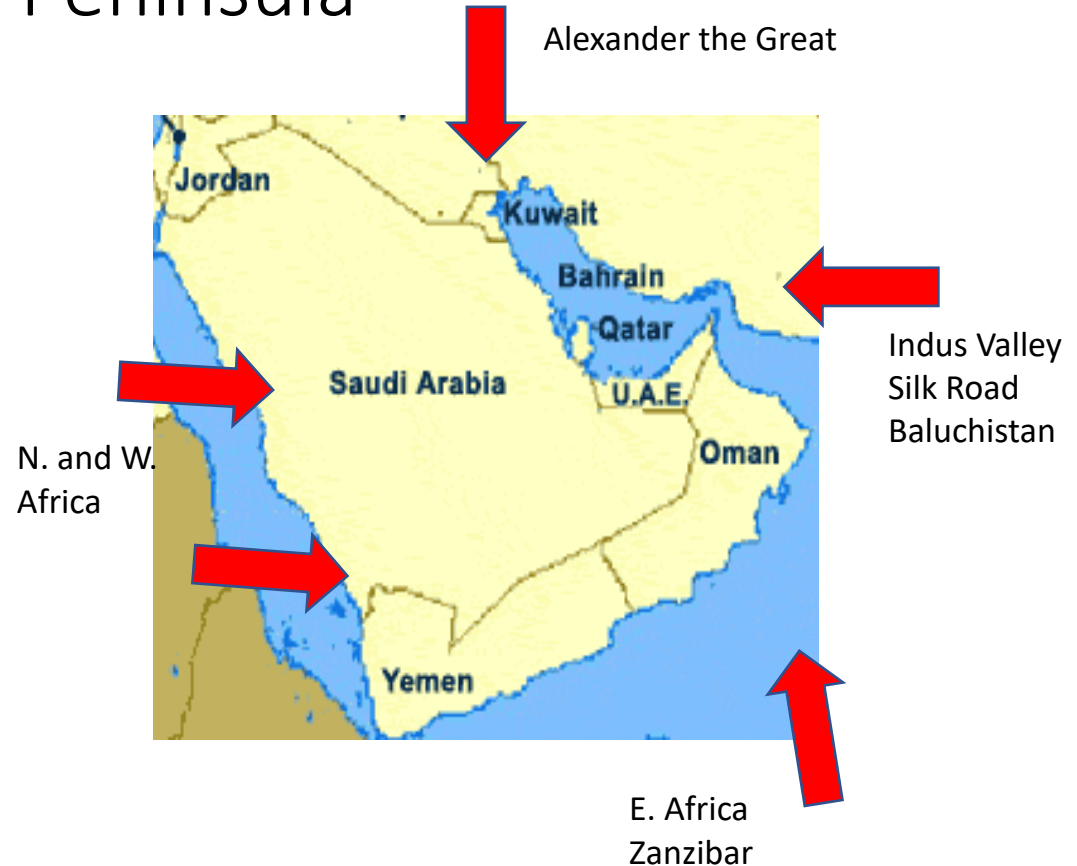 Peninsula
Alexander the Great
Jordan
Kuwait
Bahrain
Qatar
Indus Valley
Silk Road
Baluchistan
Saudi Arabia
U.A.E.
Oman
N. and W.
Africa
Yemen
E. Africa
Zanzibar